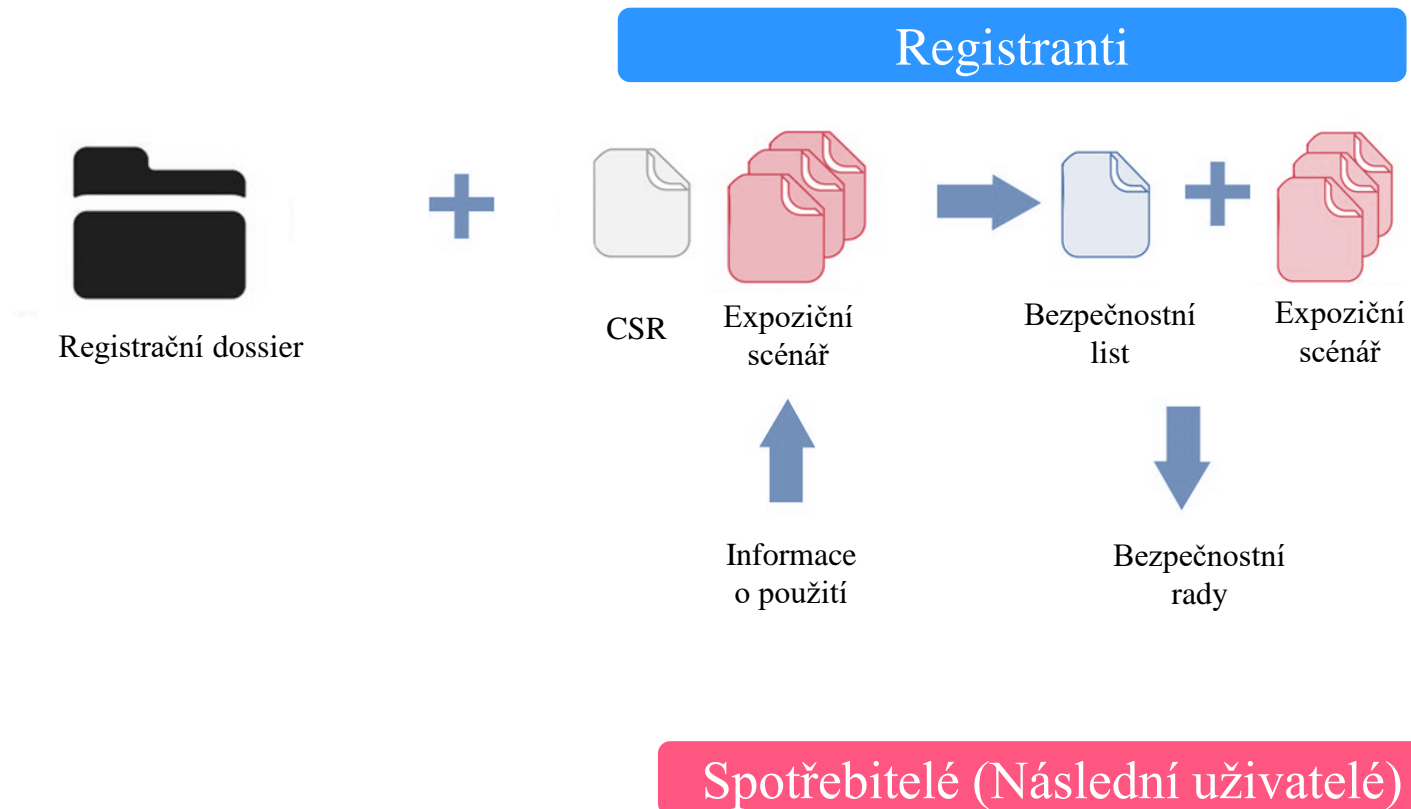 Registranti
Registrační dossier
CSR
Expoziční
scénář
Bezpečnostní
list
Expoziční
scénář
Informace
o použití
Bezpečnostní
rady
Spotřebitelé (Následní uživatelé)